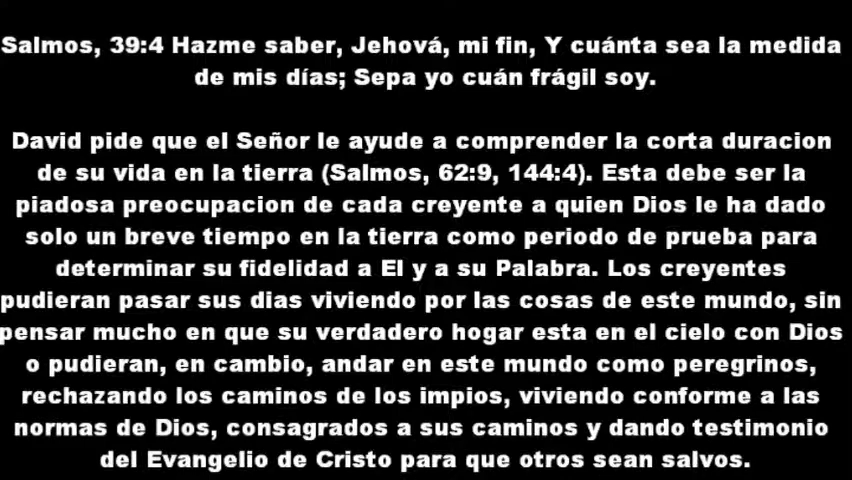 Salmos, 39:4 Hazme saber, Jehová, mi fin, Y cuánta sea la medida
de mis días; Sepa yo cuán frágil soy.
David pide que el Señor le ayude a comprender la corta duracion
de su vida en la tierra (Salmos, 62:9, 144:4). Esta debe ser la
piadosa preocupacion de cada creyente a quien Dios le ha dado
solo un breve tiempo en la tierra como periodo de prueba para
determinar su fidelidad a El y a su Palabra. Los creyentes
pudieran pasar sus dias viviendo por las cosas de este mundo, sin
pensar mucho en que su verdadero hogar esta en el cielo con Dios
o pudieran, en cambio, andar en este mundo como peregrinos,
rechazando los caminos de los impios, viviendo conforme a las
normas de Dios, consagrados a sus caminos y dando testimonio
del Evangelio de Cristo para que otros sean salvos.